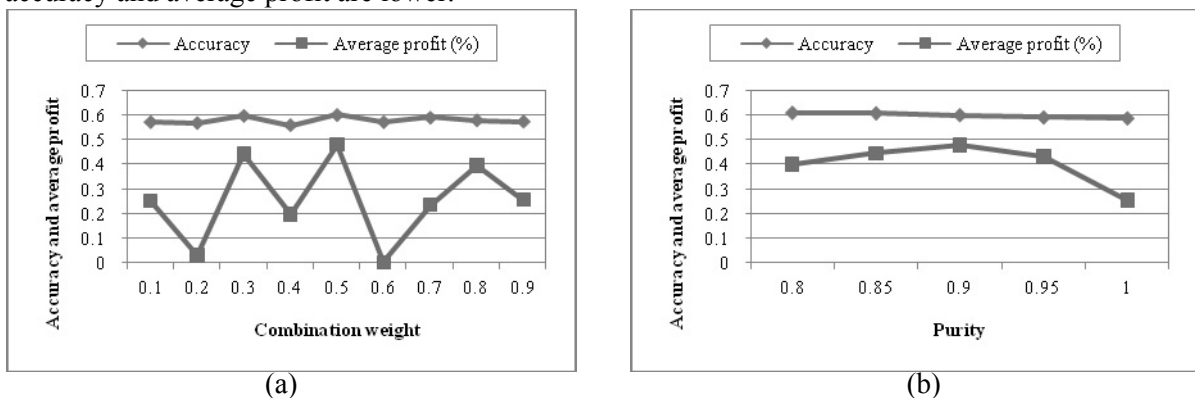 accuracy and average profit are lower.
Accuracy Average profit (%)
Accuracy and average profit
0.7
0.6
0.5
0.4
0.3
0.2
0.1
0
0.1 0.2 0.3 0.4 0.5 0.6 0.7 0.8 0.9
Combination weight
(a)
Accuracy Average profit (%)
Accuracy and average profit
0.7
0.6
0.5
0.4
0.3
0.2
0.1
0
0.8 0.85 0.9 0.95 1
Purity
(b)